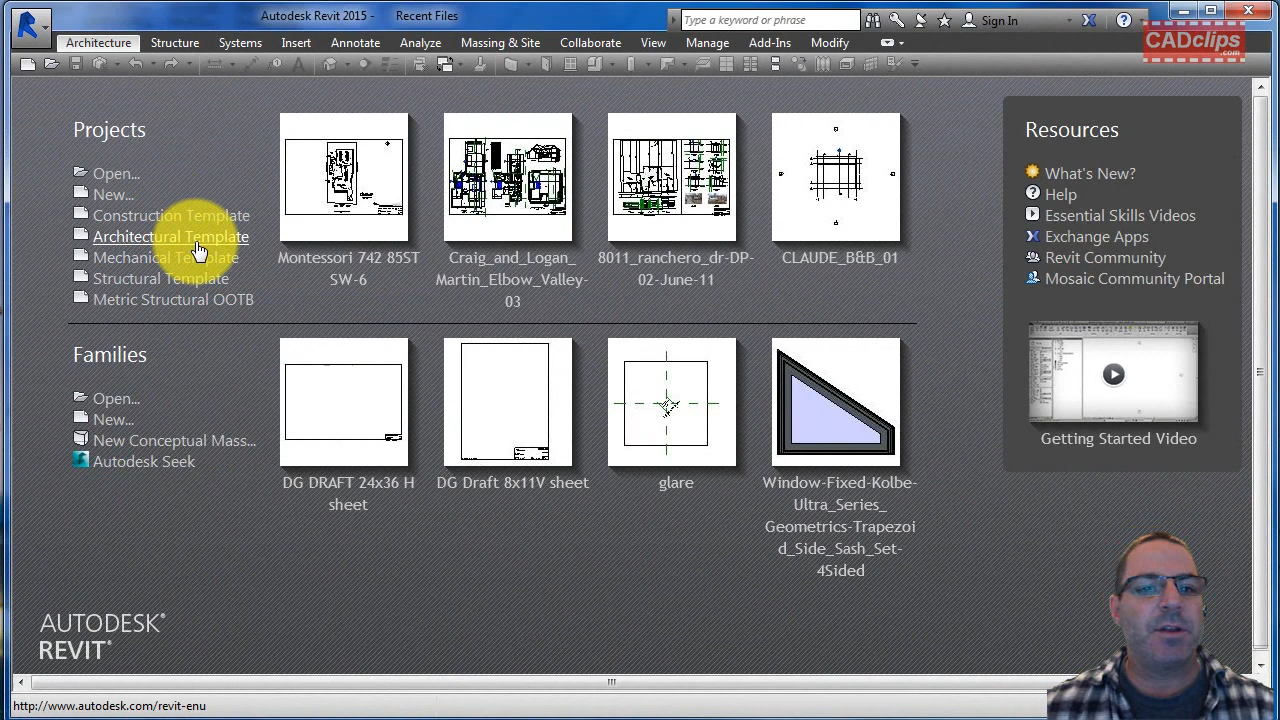 Autodesk Revit 2015 - Recent Files
Type a keyword or phrase
Sign In
CADclips
.com
Architecture Structure Systems Insert Annotate Analyze Massing & Site Collaborate View Manage Add-Ins Modify
Projects
Open...
New...
Construction Template
Architectural Template
Mechanical Template
Structural Template
Metric Structural OOTB
Montessori 742 85ST
SW-6
Craig_and_Logan_
Martin_Elbow_Valley-
03
8011_ranchero_dr-DP-
02-June-11
CLAUDE_B&B_01
Families
Open...
New...
New Conceptual Mass...
Autodesk Seek
DG DRAFT 24x36 H
sheet
DG Draft 8x11V sheet
glare
Window-Fixed-Kolbe-
Ultra_Series_
Geometrics-Trapezoi
d_Side_Sash_Set-
4Sided
Resources
What's New?
Help
Essential Skills Videos
Exchange Apps
Revit Community
Mosaic Community Portal
Getting Started Video
AUTODESK®
REVIT®
http://www.autodesk.com/revit-enu